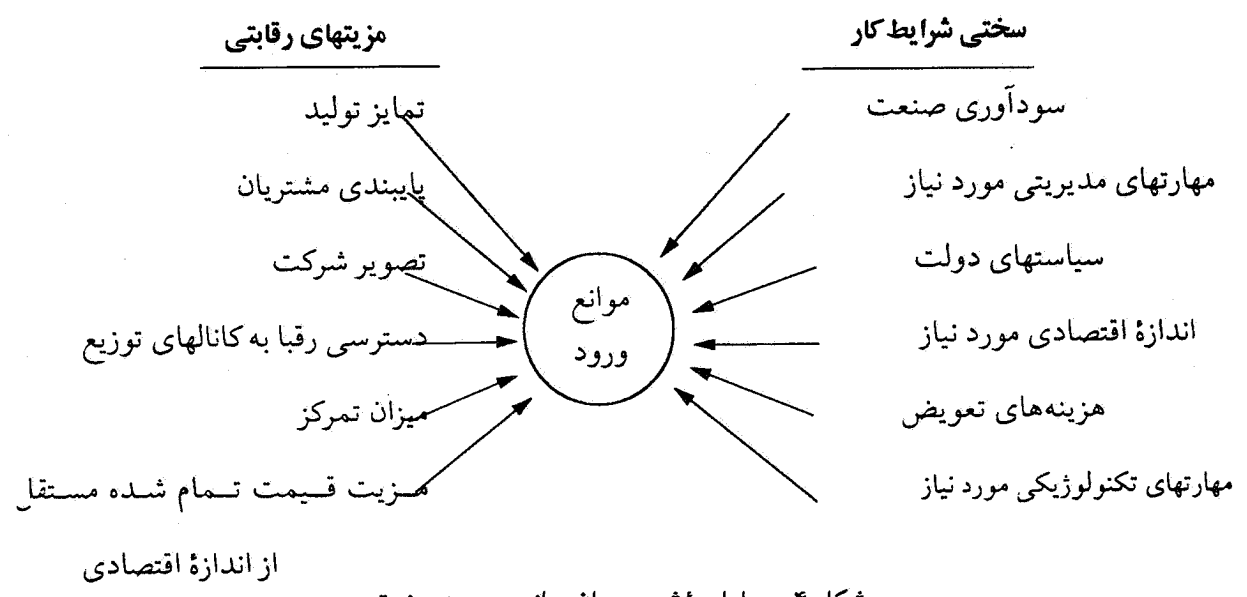 سختی شرایط کار
سودآوری صنعت
مهارتهای مدیریتی مورد نیاز
سیاستهای دولت
اندازهٔ اقتصادی مورد نیاز
هزینه‌های تعویض
مهارتهای تکنولوژیکی مورد نیاز
موانع
ورود
مزیتهای رقابتی
تمایز تولید
پایبندی مشتریان
تصویر شرکت
دسترسی رقبا به کانالهای توزیع
میزان تمرکز
مزیت قیمت تمام شده مستقل
از اندازهٔ اقتصادی